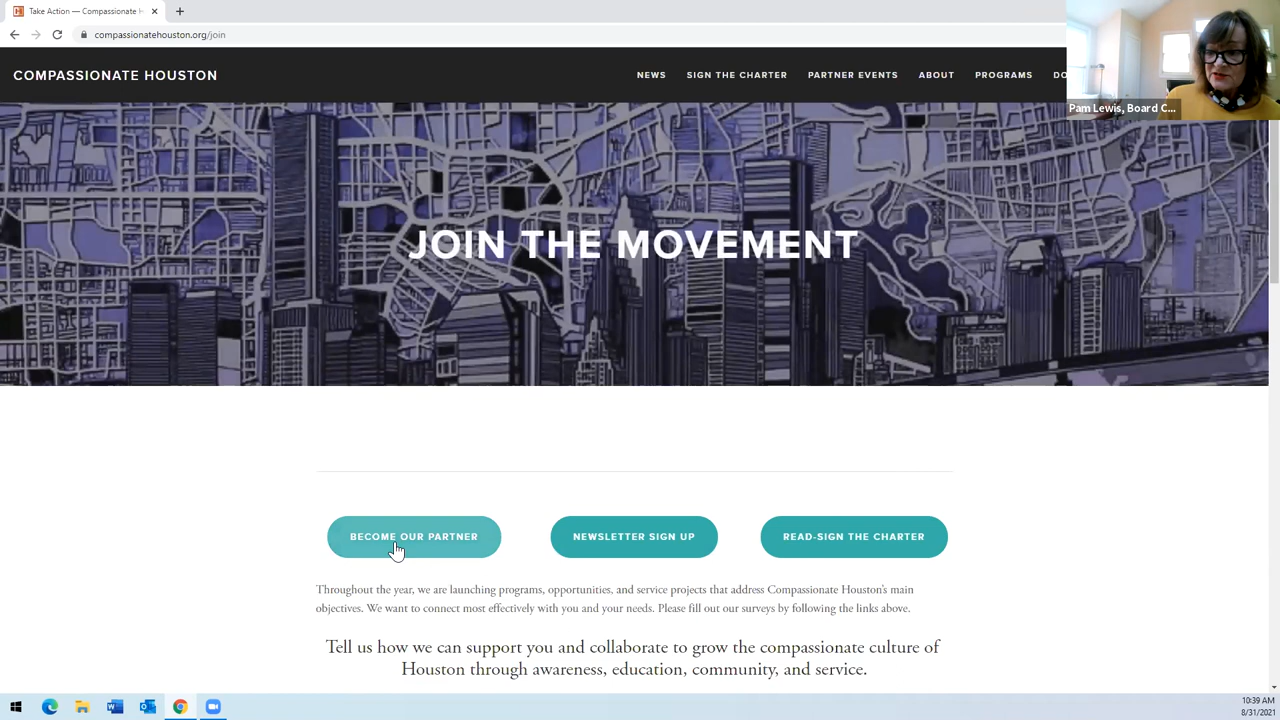 Take Action — Compassionate H
compassionatehouston.org/join
COMPASSIONATE HOUSTON
NEWS SIGN THE CHARTER PARTNER EVENTS ABOUT PROGRAMS DO
Pam Lewis, Board C...
JOIN THE MOVEMENT
BECOME OUR PARTNER NEWSLETTER SIGN UP READ-SIGN THE CHARTER
Throughout the year, we are launching programs, opportunities, and service projects that address Compassionate Houston's main
objectives. We want to connect most effectively with you and your needs. Please fill out our surveys by following the links above.
Tell us how we can support you and collaborate to grow the compassionate culture of
Houston through awareness, education, community, and service.
10:39 AM
8/31/2021